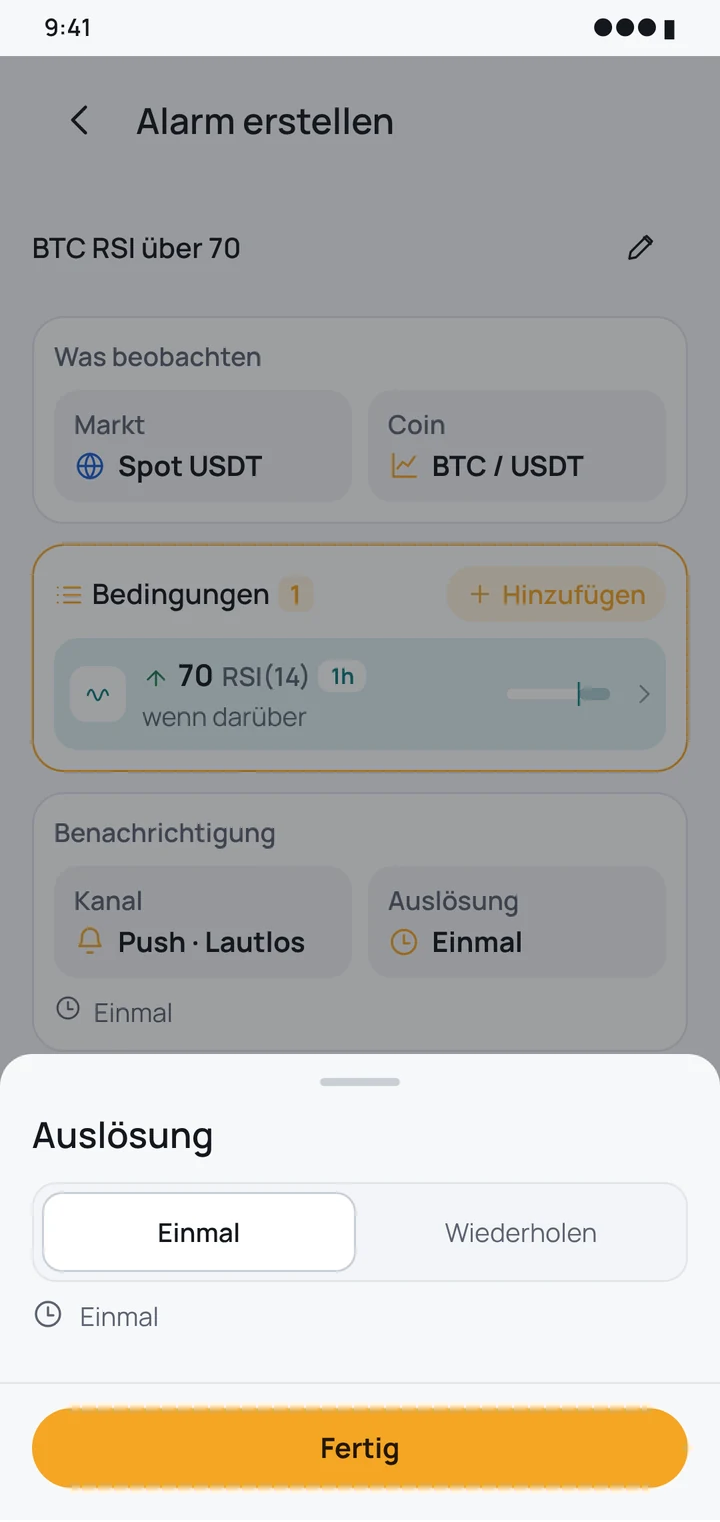 9:41
Alarm erstellen
BTC RSI über 70
Was beobachten
Markt
Spot USDT
Coin
BTC / USDT
Bedingungen 1
+ Hinzufügen
70 RSI(14) 1h
wenn darüber
Benachrichtigung
Kanal
Push · Lautlos
Auslösung
Einmal
Einmal
Auslösung
Einmal
Wiederholen
Einmal
Fertig